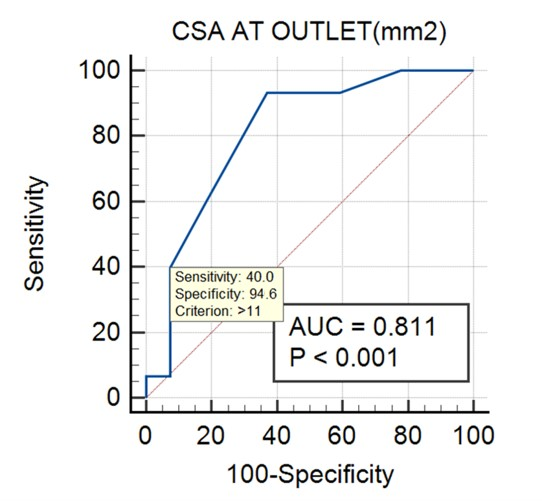 CSA AT OUTLET(mm2)
100
80
60
40
20
0
Sensitivity
Sensitivity: 40.0
Specificity: 94.6
Criterion: >11
AUC = 0.811
P < 0.001
0 20 40 60 80 100
100-Specificity